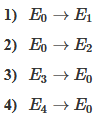 1) E₀ → E₁
2) E₀ → E₂
3) E₃ → E₀
4) E₄ → E₀